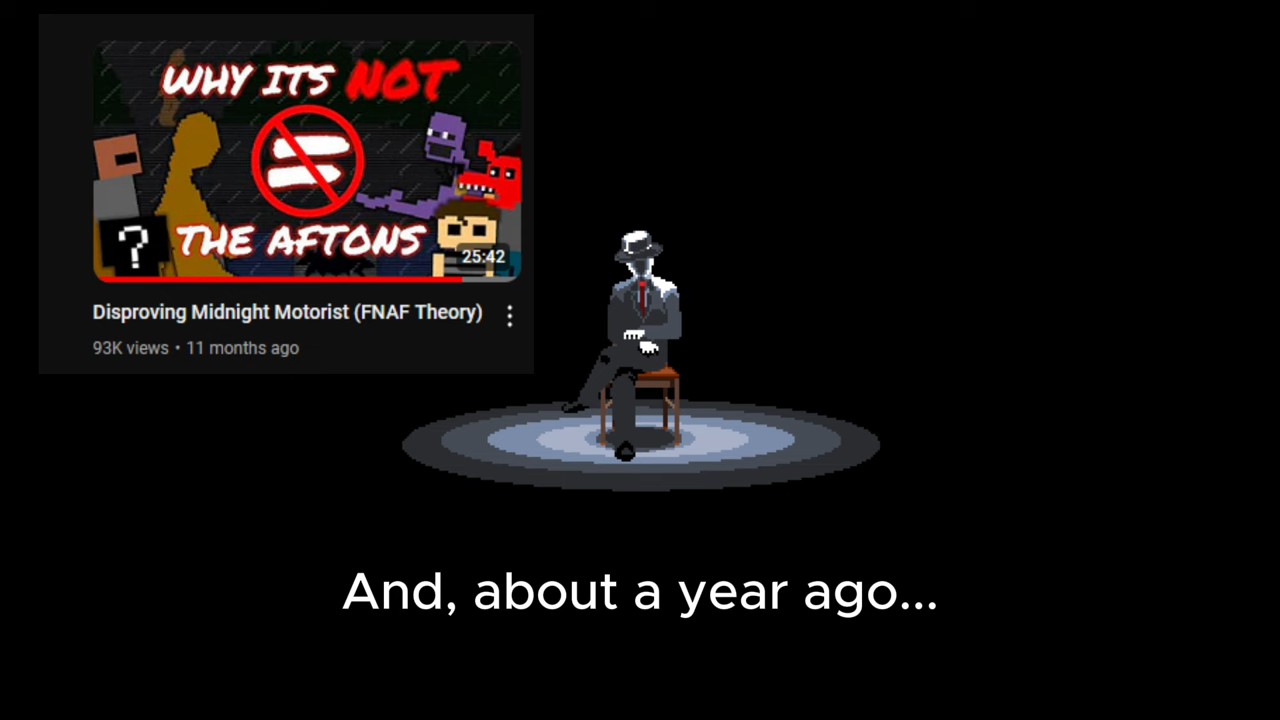 WHY ITS NOT
?
THE AFTONS
25:42
Disproving Midnight Motorist (FNAF Theory)
93K views • 11 months ago
And, about a year ago...